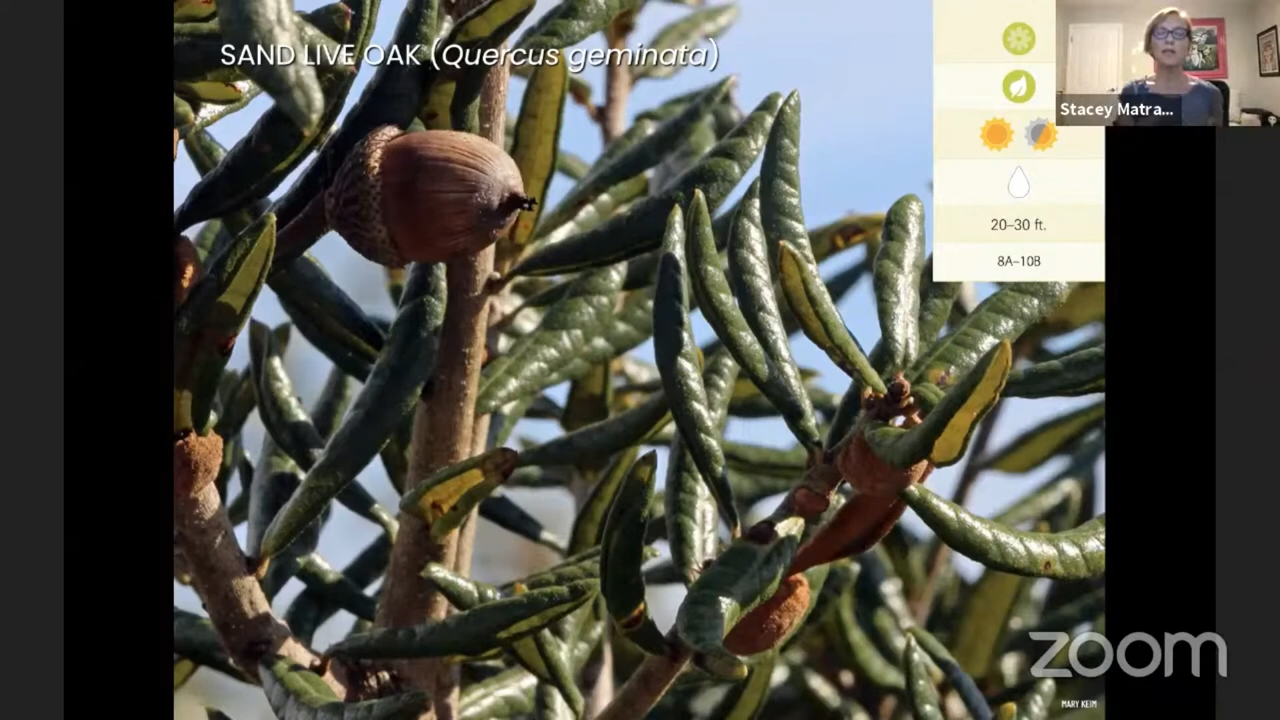 SAND LIVE OAK (Quercus geminata)
20–30 ft.
8A–10B
Stacey Matra...
zoom
MARY KEIM